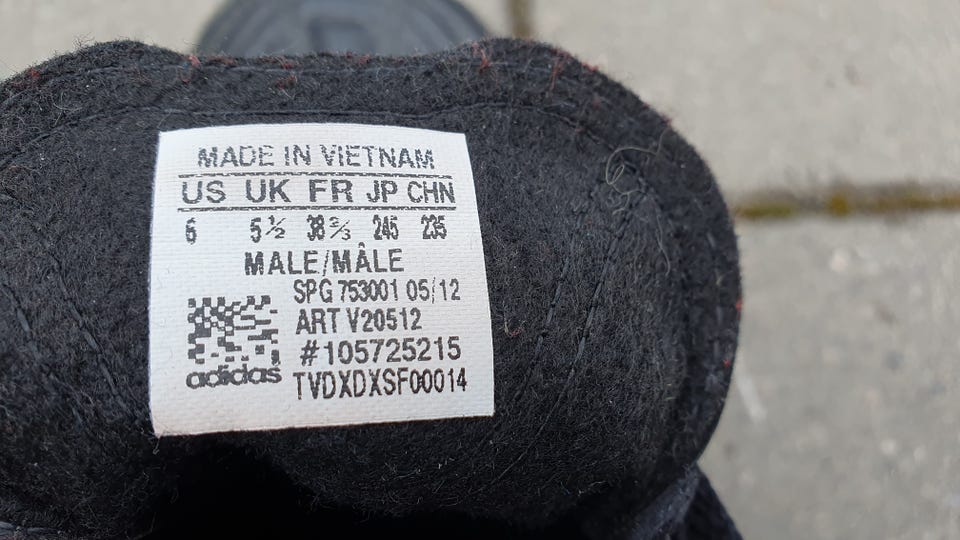 MADE IN VIETNAM
US UK FR JP CHN
6 5½ 38⅔ 245 235
MALE/MÂLE
SPG 753001 05/12
ART V20512
#105725215
adidas
TVDXDXSF00014